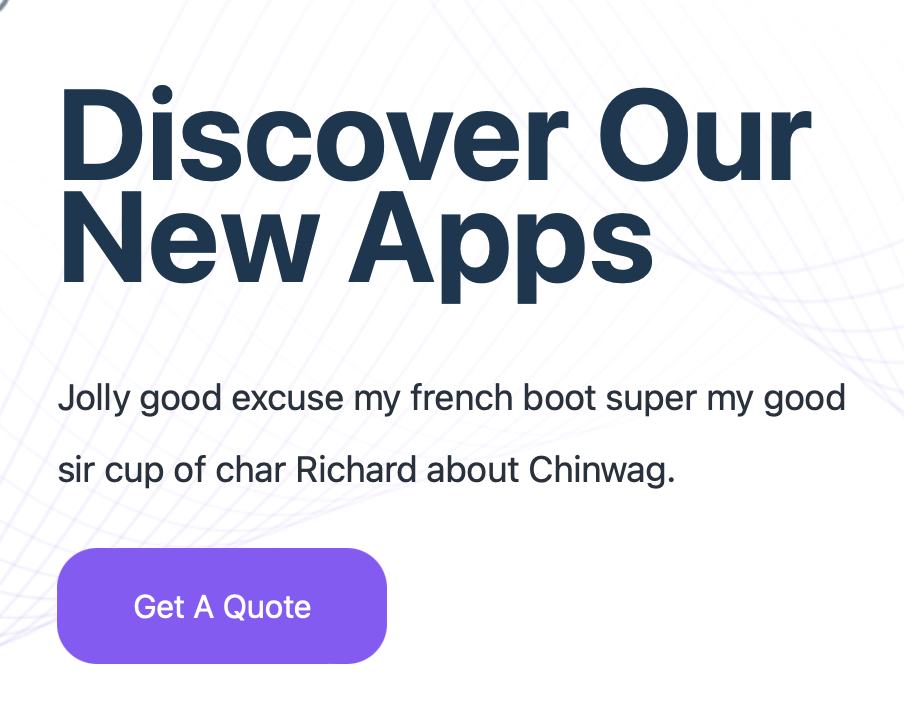 Discover Our
New Apps
Jolly good excuse my french boot super my good
sir cup of char Richard about Chinwag.
Get A Quote